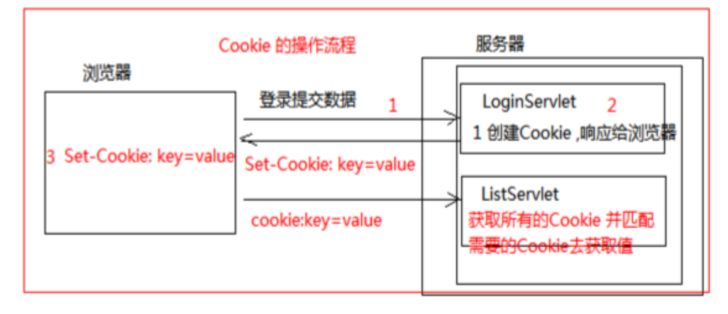 Cookie 的操作流程
服务器
浏览器
登录提交数据 1
LoginServlet 2
1 创建Cookie ,响应给浏览器
3 Set-Cookie: key=value
Set-Cookie: key=value
ListServlet
cookie:key=value
获取所有的Cookie 并匹配
需要的Cookie去获取值